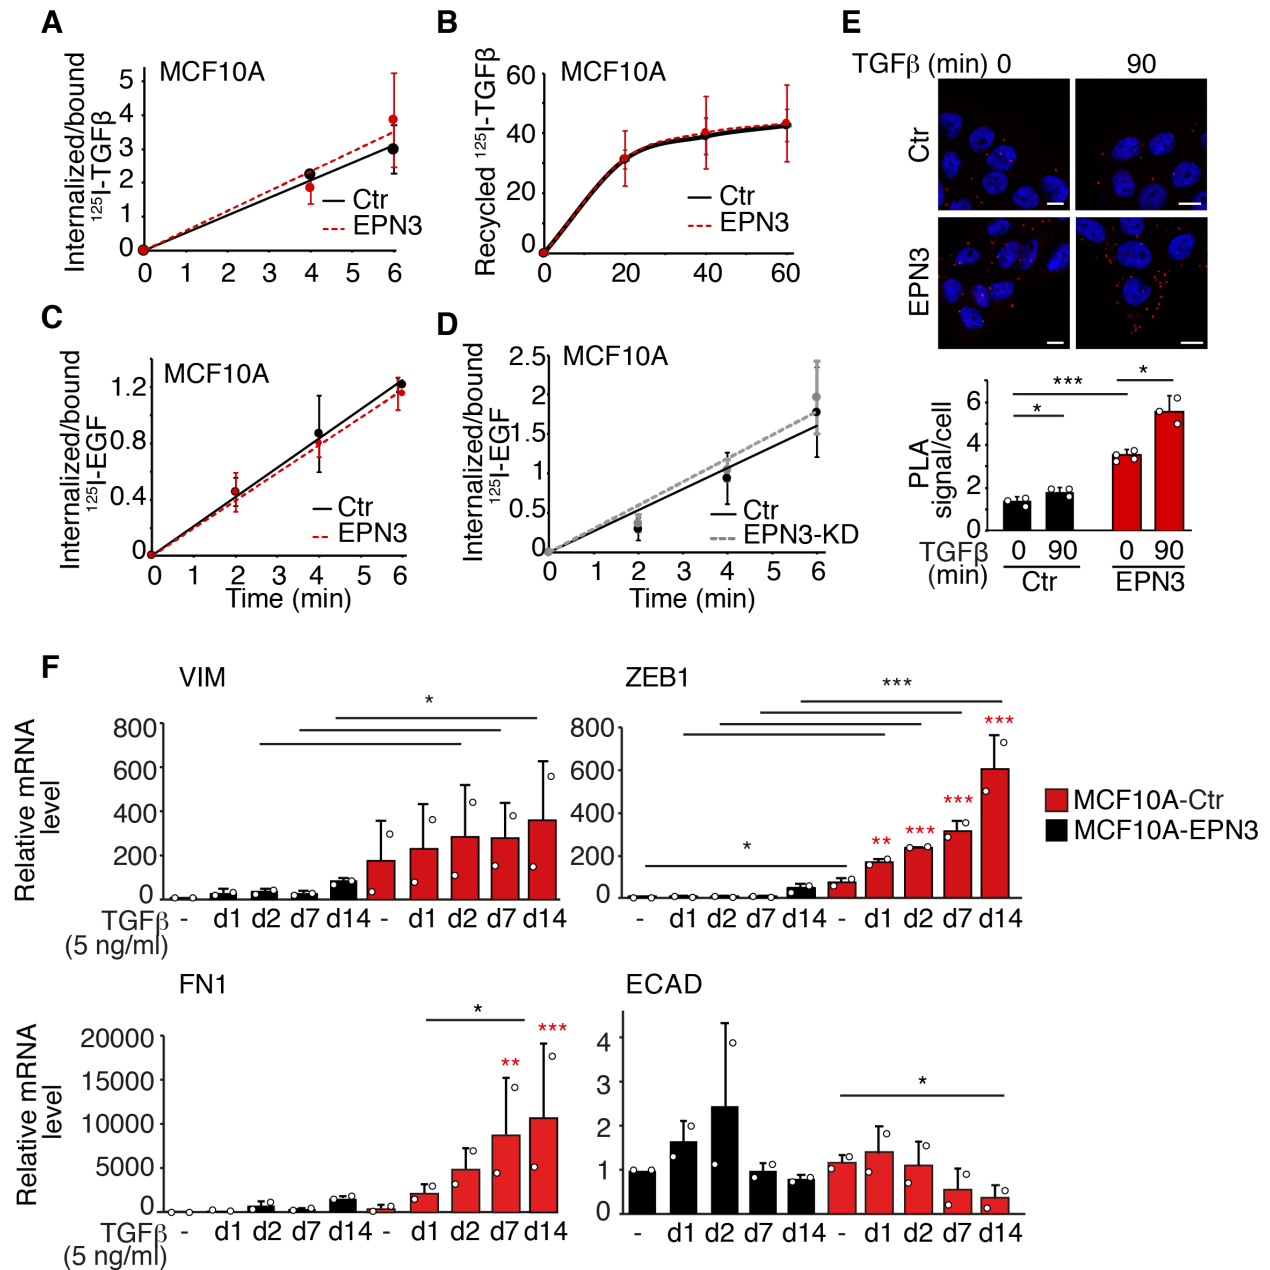 A
MCF10A
Internalized/bound
125I-TGFβ
5
4
3
2
1
0
Ctr
EPN3
0 1 2 3 4 5 6
B
MCF10A
Recycled 125I-TGFβ
60
40
20
0
Ctr
EPN3
0 20 40 60
C
MCF10A
Internalized/bound
125I-EGF
1.2
0.8
0.4
0
Ctr
EPN3
0 1 2 3 4 5 6
Time (min)
D
MCF10A
Internalized/bound
125I-EGF
2.5
2
1.5
1
0.5
0
Ctr
EPN3-KD
0 1 2 3 4 5 6
Time (min)
E
TGFβ (min) 0 90
Ctr
EPN3
PLA
signal/cell
6
4
2
0
***
*
*
TGFβ
(min)
0 90 0 90
Ctr EPN3
F
VIM
*
Relative mRNA
level
800
600
400
200
0
TGFβ
(5 ng/ml)
- d1 d2 d7 d14 - d1 d2 d7 d14
ZEB1
***
***
***
***
**
*
800
600
400
200
0
- d1 d2 d7 d14 - d1 d2 d7 d14
MCF10A-Ctr
MCF10A-EPN3
FN1
*
***
**
Relative mRNA
level
20000
15000
10000
5000
0
TGFβ
(5 ng/ml)
- d1 d2 d7 d14 - d1 d2 d7 d14
ECAD
*
4
3
2
1
0
- d1 d2 d7 d14 - d1 d2 d7 d14